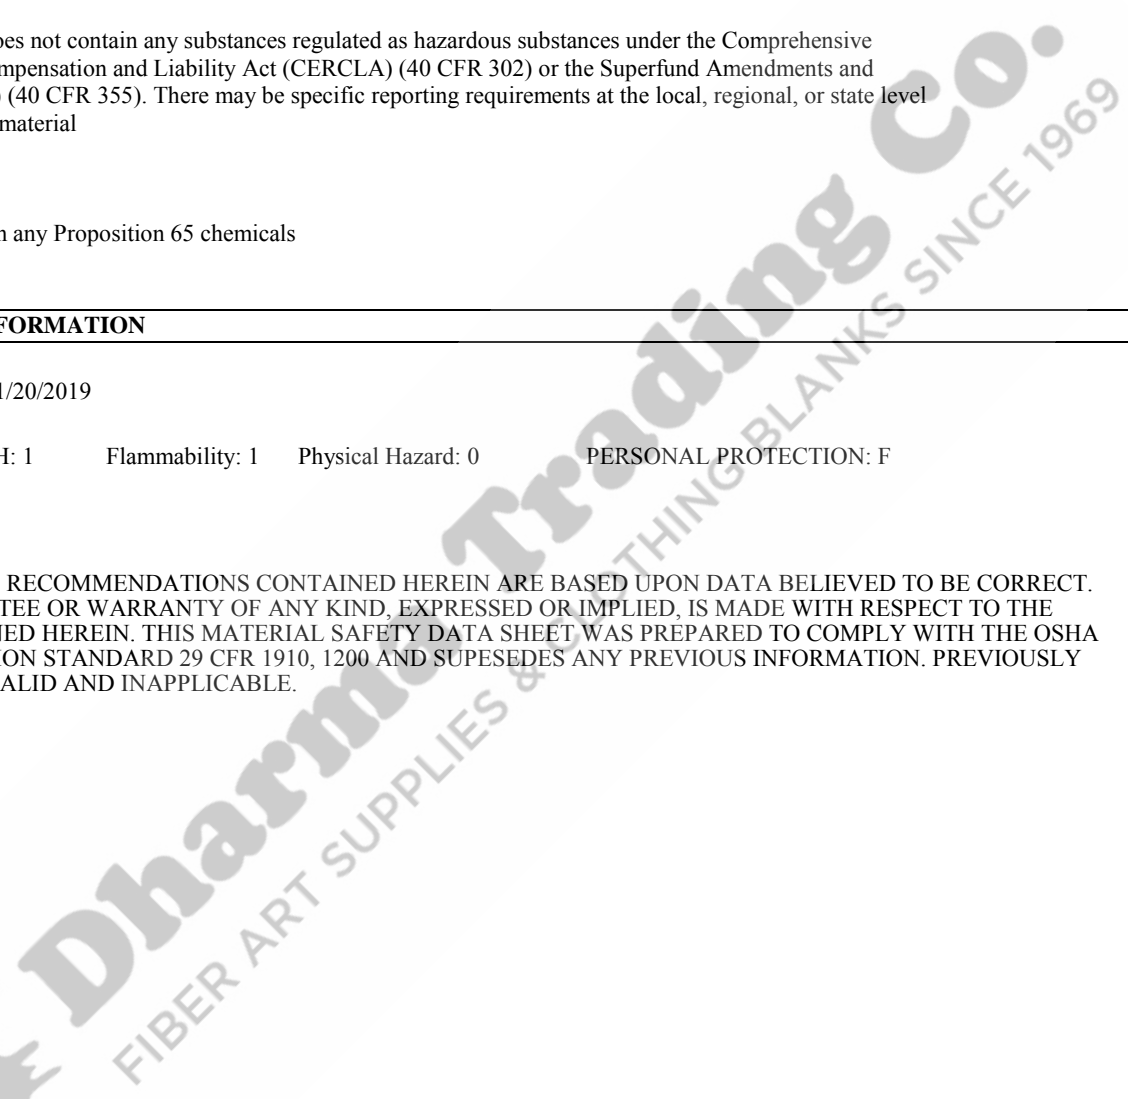 oes not contain any substances regulated as hazardous substances under the Comprehensive
mpensation and Liability Act (CERCLA) (40 CFR 302) or the Superfund Amendments and
) (40 CFR 355). There may be specific reporting requirements at the local, regional, or state level
material
n any Proposition 65 chemicals
FORMATION
1/20/2019
H: 1 Flammability: 1 Physical Hazard: 0 PERSONAL PROTECTION: F
RECOMMENDATIONS CONTAINED HEREIN ARE BASED UPON DATA BELIEVED TO BE CORRECT.
TEE OR WARRANTY OF ANY KIND, EXPRESSED OR IMPLIED, IS MADE WITH RESPECT TO THE
NED HEREIN. THIS MATERIAL SAFETY DATA SHEET WAS PREPARED TO COMPLY WITH THE OSHA
ION STANDARD 29 CFR 1910, 1200 AND SUPESEDES ANY PREVIOUS INFORMATION. PREVIOUSLY
ALID AND INAPPLICABLE.
Dharma Trading Co.
FIBER ART SUPPLIES & CLOTHING BLANKS SINCE 1969